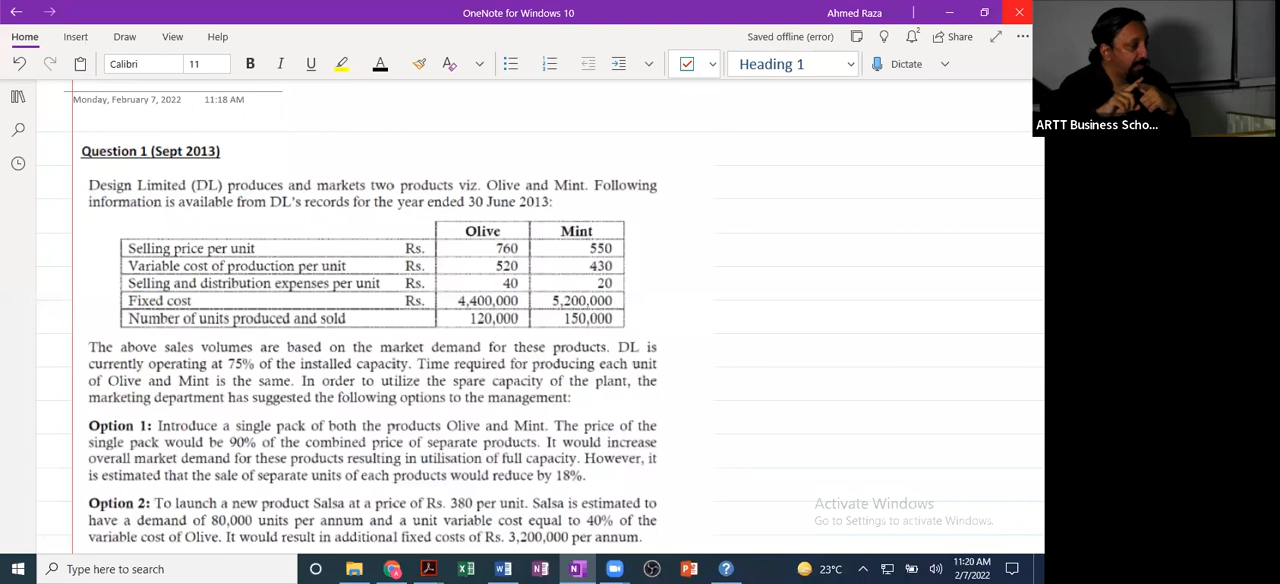 OneNote for Windows 10
Ahmed Raza
Home Insert Draw View Help
Saved offline (error)
Share
Calibri
11
B I U
A
Heading 1
Dictate
Monday, February 7, 2022 11:18 AM
Question 1 (Sept 2013)
Design Limited (DL) produces and markets two products viz. Olive and Mint. Following
information is available from DL's records for the year ended 30 June 2013:
Olive Mint
Selling price per unit Rs. 760 550
Variable cost of production per unit Rs. 520 430
Selling and distribution expenses per unit Rs. 40 20
Fixed cost Rs. 4,400,000 5,200,000
Number of units produced and sold 120,000 150,000
The above sales volumes are based on the market demand for these products. DL is
currently operating at 75% of the installed capacity. Time required for producing each unit
of Olive and Mint is the same. In order to utilize the spare capacity of the plant, the
marketing department has suggested the following options to the management:
Option 1: Introduce a single pack of both the products Olive and Mint. The price of the
single pack would be 90% of the combined price of separate products. It would increase
overall market demand for these products resulting in utilisation of full capacity. However, it
is estimated that the sale of separate units of each products would reduce by 18%.
Option 2: To launch a new product Salsa at a price of Rs. 380 per unit. Salsa is estimated to
have a demand of 80,000 units per annum and a unit variable cost equal to 40% of the
variable cost of Olive. It would result in additional fixed costs of Rs. 3,200,000 per annum.
Activate Windows
Go to Settings to activate Windows.
ARTT Business Scho...
Type here to search
23°C
11:20 AM
2/7/2022